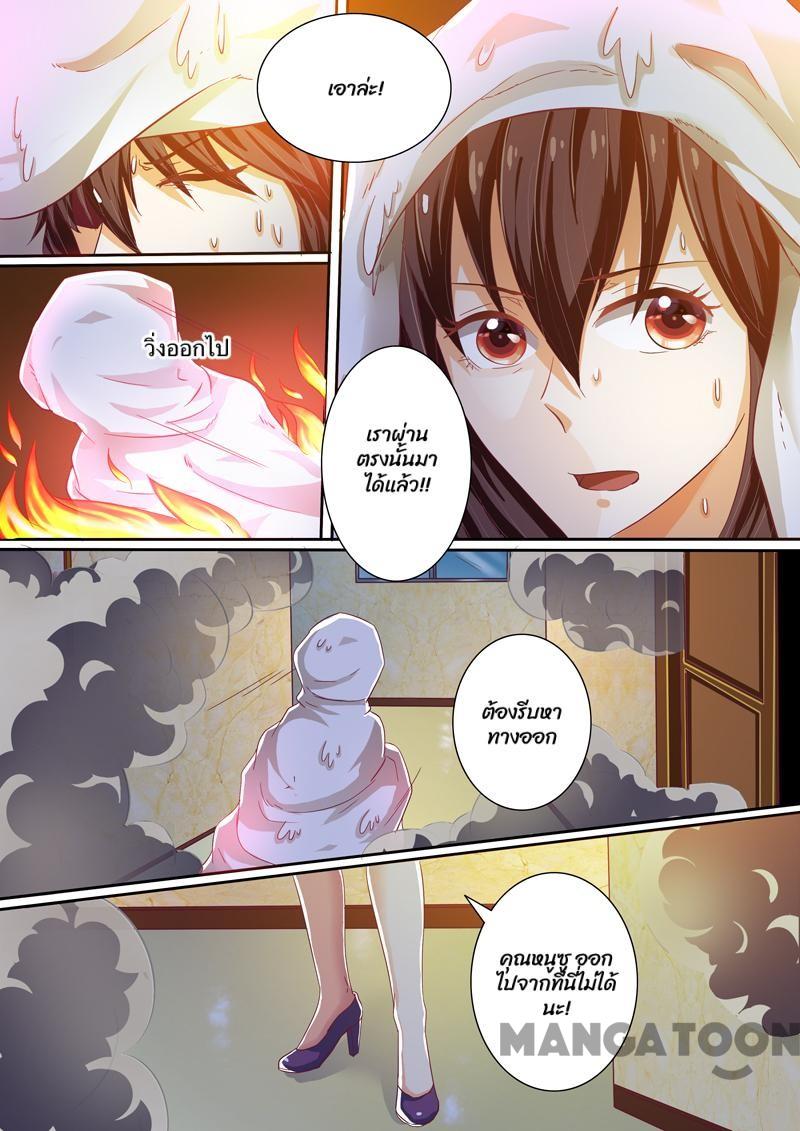 เอาล่ะ!
วิ่งออกไป
เราผ่าน
ตรงนั้นมา
ได้แล้ว!!
ต้องรีบหา
ทางออก
คุณหนูซู ออก
ไปจากที่นี่ไม่ได้
นะ!
MANGATOON